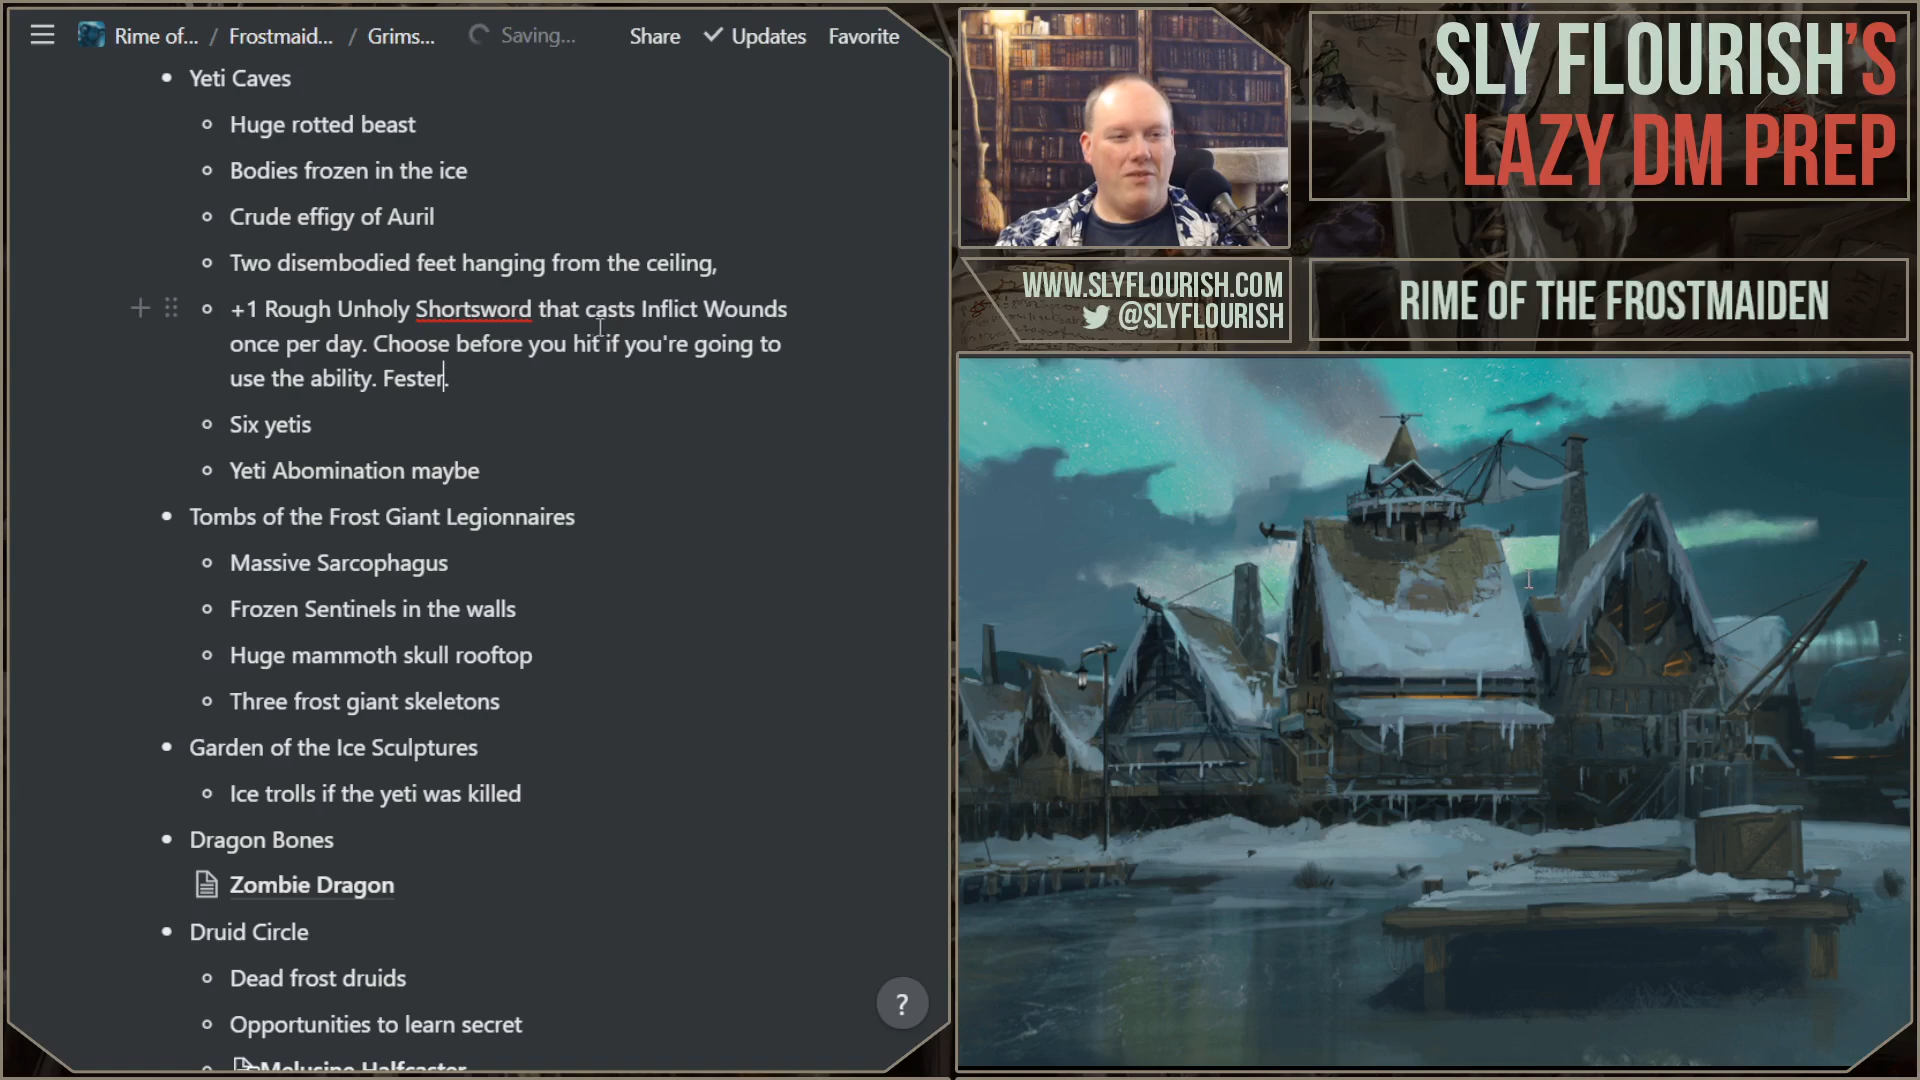 Rime of... / Frostmaid... / Grims... Saving... Share Updates Favorite
Yeti Caves
Huge rotted beast
Bodies frozen in the ice
Crude effigy of Auril
Two disembodied feet hanging from the ceiling,
+1 Rough Unholy Shortsword that casts Inflict Wounds
once per day. Choose before you hit if you're going to
use the ability. Fester.
Six yetis
Yeti Abomination maybe
Tombs of the Frost Giant Legionnaires
Massive Sarcophagus
Frozen Sentinels in the walls
Huge mammoth skull rooftop
Three frost giant skeletons
Garden of the Ice Sculptures
Ice trolls if the yeti was killed
Dragon Bones
Zombie Dragon
Druid Circle
Dead frost druids
Opportunities to learn secret
Melusine Halfcaster
?
SLY FLOURISH'S
LAZY DM PREP
WWW.SLYFLOURISH.COM
@SLYFLOURISH
RIME OF THE FROSTMAIDEN